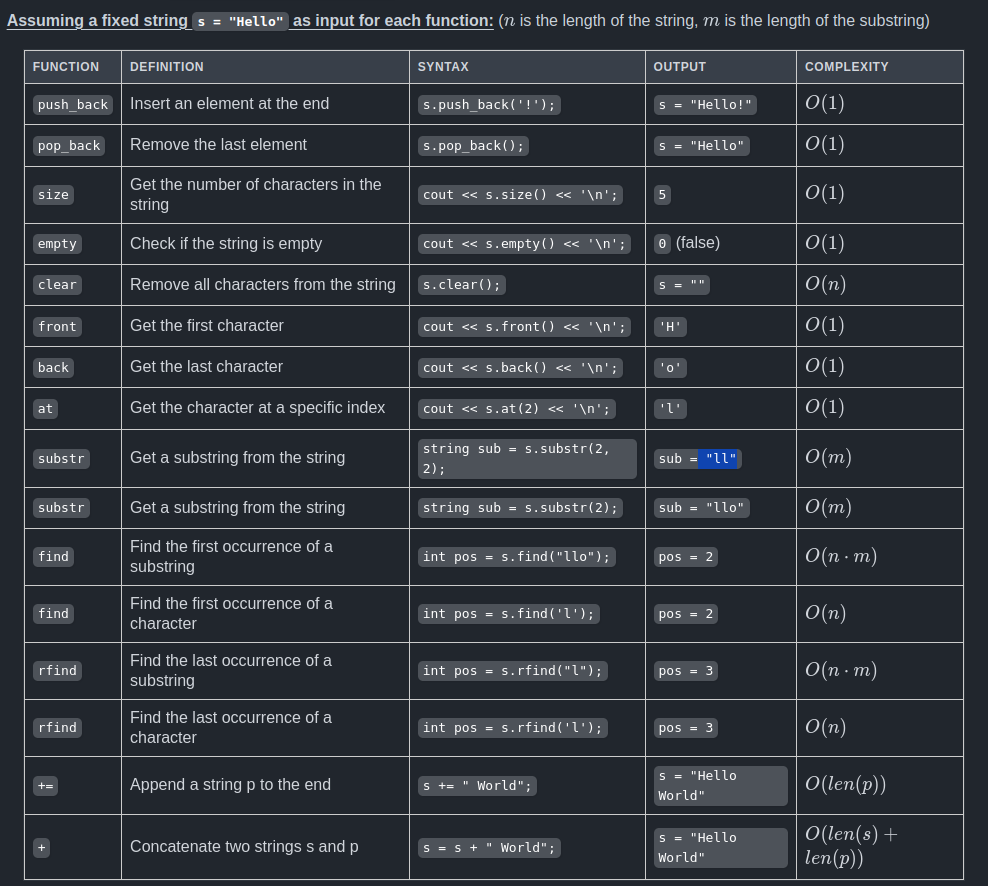 Assuming a fixed string s = "Hello" as input for each function: (n is the length of the string, m is the length of the substring)
FUNCTION DEFINITION SYNTAX OUTPUT COMPLEXITY
push_back Insert an element at the end s.push_back('!'); s = "Hello!" O(1)
pop_back Remove the last element s.pop_back(); s = "Hello" O(1)
size Get the number of characters in the
string cout << s.size() << '\n'; 5 O(1)
empty Check if the string is empty cout << s.empty() << '\n'; 0 (false) O(1)
clear Remove all characters from the string s.clear(); s = "" O(n)
front Get the first character cout << s.front() << '\n'; 'H' O(1)
back Get the last character cout << s.back() << '\n'; 'o' O(1)
at Get the character at a specific index cout << s.at(2) << '\n'; 'l' O(1)
substr Get a substring from the string string sub = s.substr(2,
2); sub = "ll" O(m)
substr Get a substring from the string string sub = s.substr(2); sub = "llo" O(m)
find Find the first occurrence of a
substring int pos = s.find("llo"); pos = 2 O(n · m)
find Find the first occurrence of a
character int pos = s.find('l'); pos = 2 O(n)
rfind Find the last occurrence of a
substring int pos = s.rfind("l"); pos = 3 O(n · m)
rfind Find the last occurrence of a
character int pos = s.rfind('l'); pos = 3 O(n)
+= Append a string p to the end s += " World"; s = "Hello
World" O(len(p))
+ Concatenate two strings s and p s = s + " World"; s = "Hello
World" O(len(s) +
len(p))